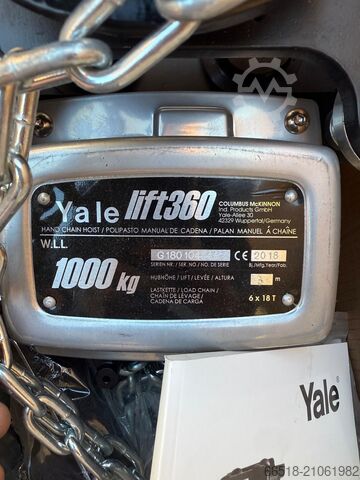 Yale lift360
COLUMBUS McKINNON
Ind. Products GmbH
Yale-Allee 30
42329 Wuppertal/Germany
HAND CHAIN HOIST / POLIPASTO MANUAL DE CADENA / PALAN MANUEL Á CHAÎNE
W.L.L.
1000 kg
CE 2018
SERIEN NR. / SER. NO. / NO. DE SERIE
BJ./Mfg.Year/Fab.
HUBHÖHE / LIFT / LEVÉE / ALTURA
m
LASTKETTE / LOAD CHAIN /
CHAÎN DE LEVAGE /
CADENA DE CARGA
6 x 18 T
Yale
66518-21061982